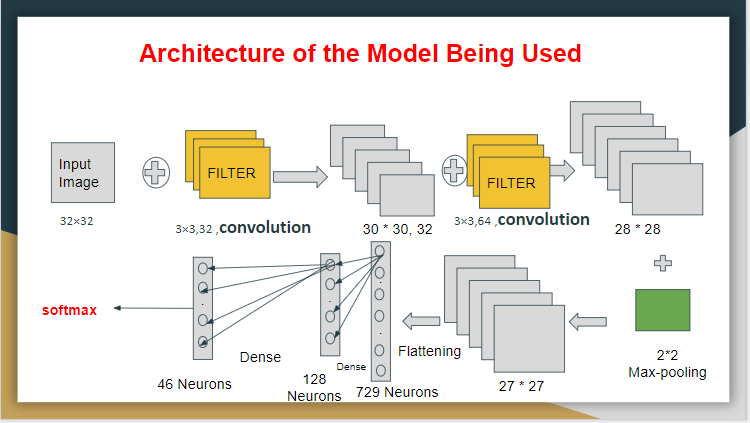 Architecture of the Model Being Used
Input
Image
FILTER
FILTER
32×32
3×3,32 ,convolution
30 * 30, 32
3×3,64 ,convolution
28 * 28
softmax
Dense
46 Neurons
Dense
128
Neurons
729 Neurons
Flattening
27 * 27
2*2
Max-pooling